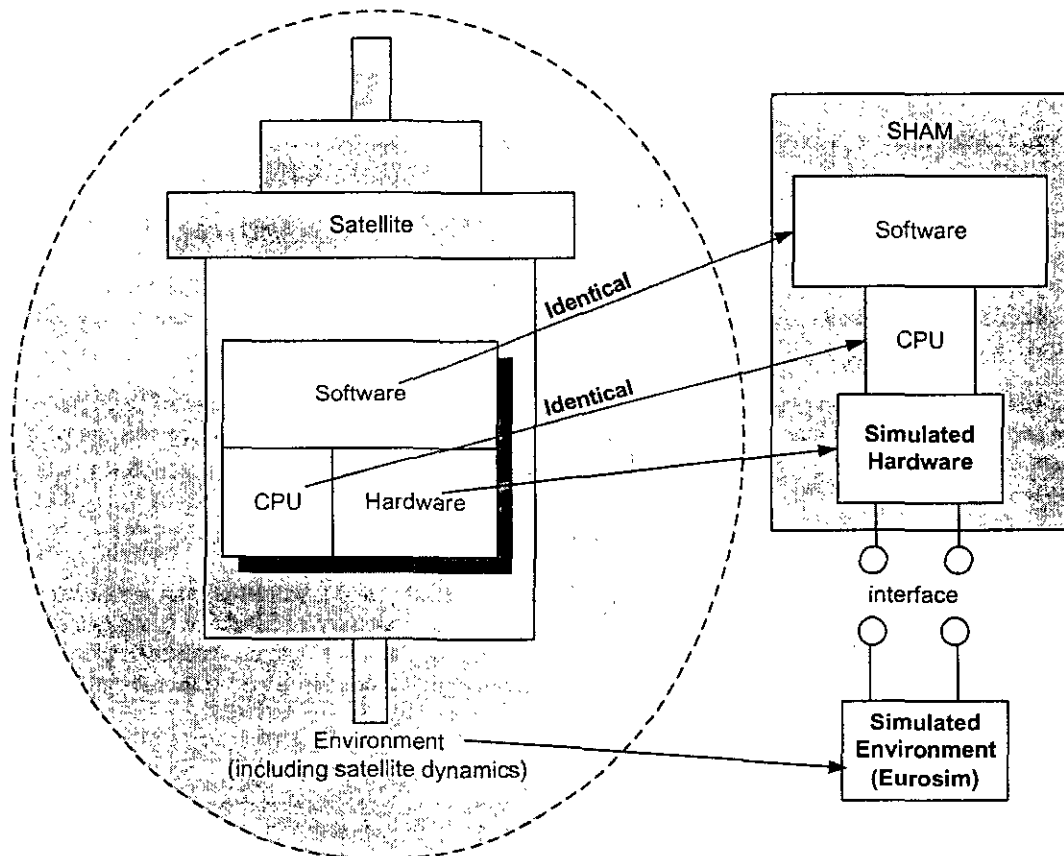 SHAM
Satellite
Software
Identical
CPU
Software
Identical
Simulated
Hardware
CPU
Hardware
interface
Environment
(including satellite dynamics)
Simulated
Environment
(Eurosim)